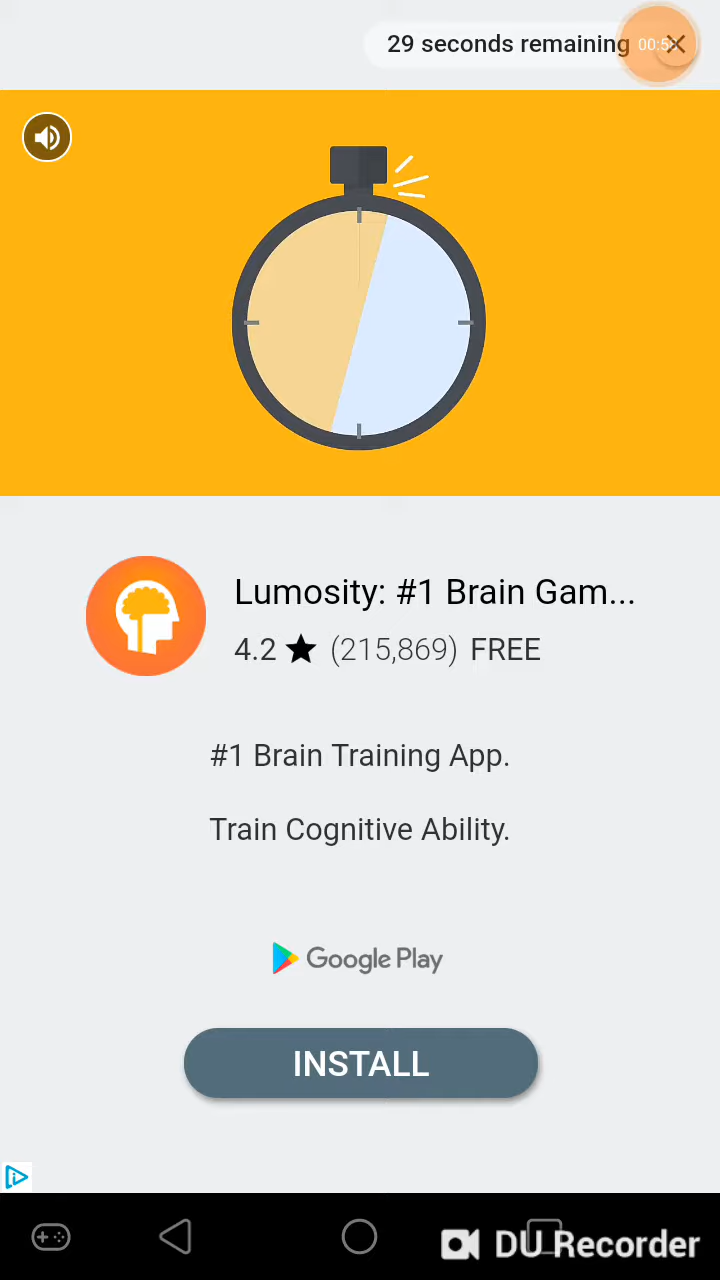 29 seconds remaining
Lumosity: #1 Brain Gam...
4.2 ★ (215,869) FREE
#1 Brain Training App.
Train Cognitive Ability.
Google Play
INSTALL
DU Recorder